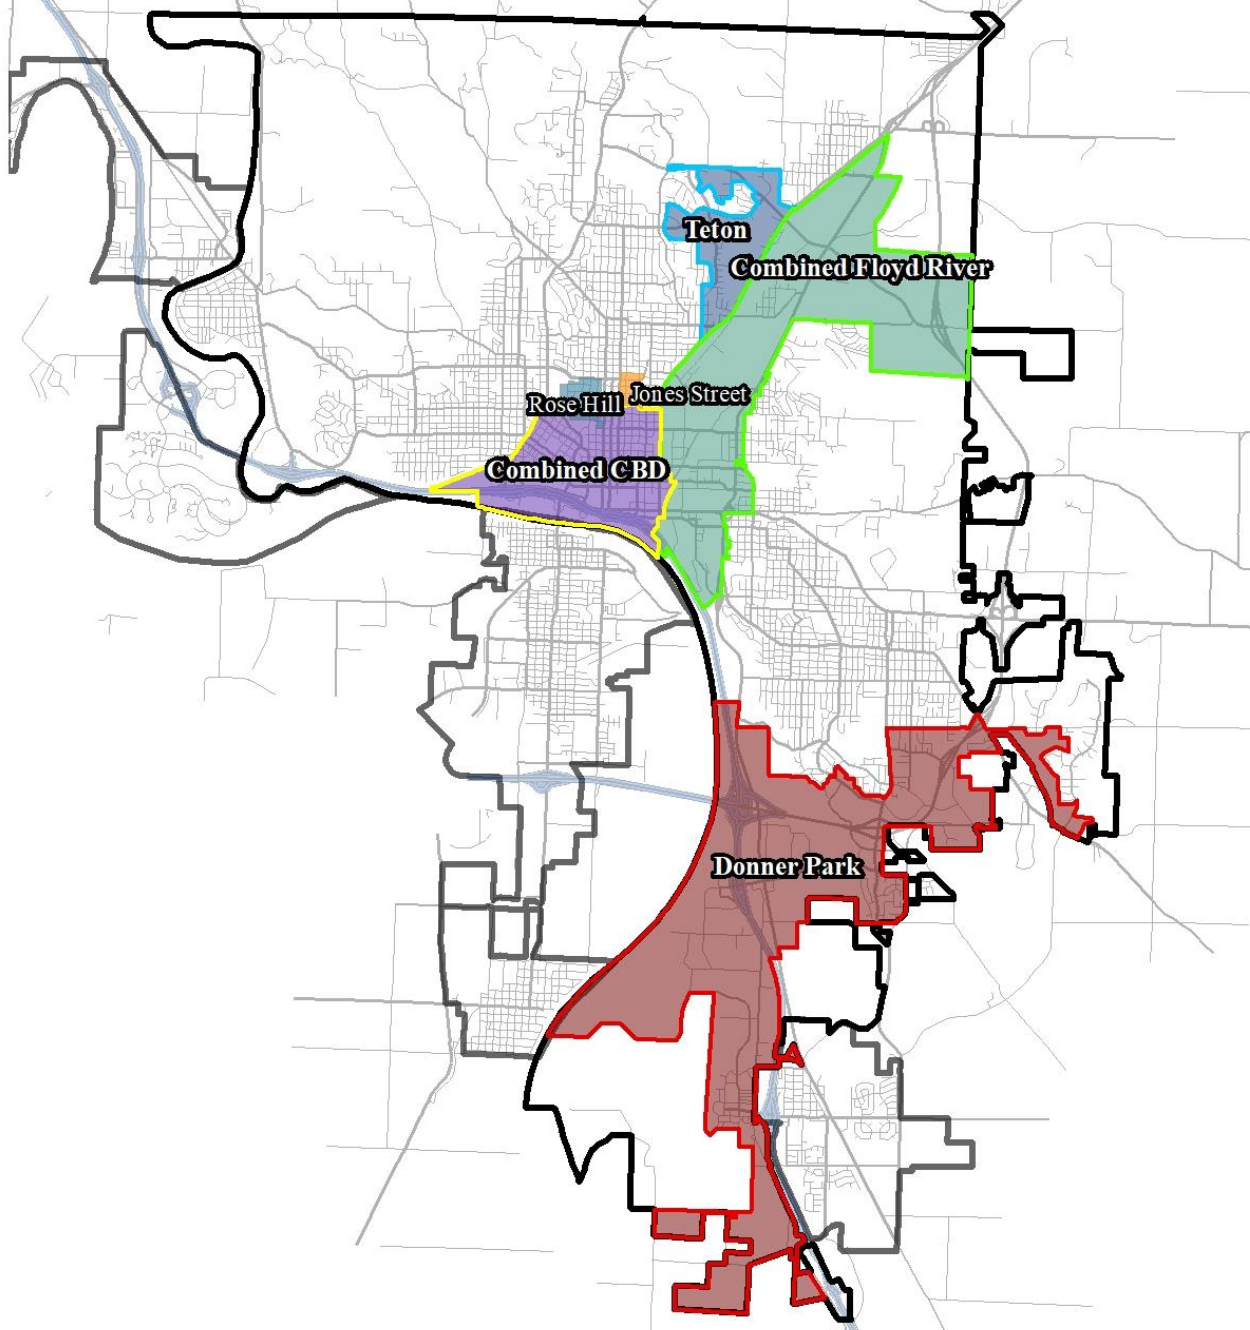 Teton
Combined Floyd River
Jones Street
Rose Hill
Combined CBD
Donner Park